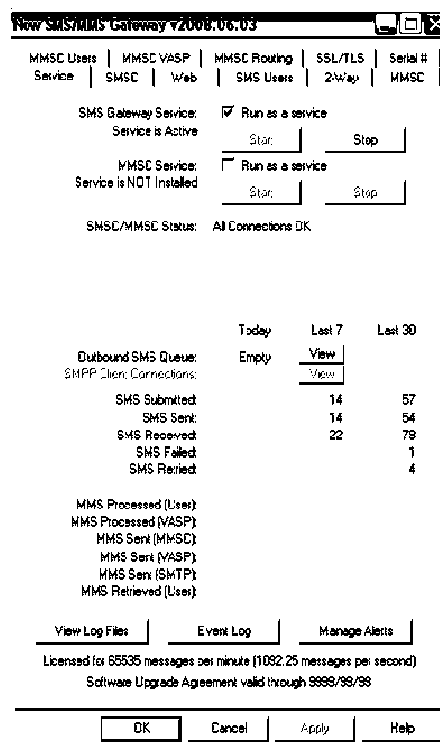 Now SMS/MMS Gateway v2008.06.03
MMSC Users MMSC VASP MMSC Routing SSL/TLS Serial #
Service SMSC Web SMS Users 2-Way MMSC
SMS Gateway Service: Run as a service
Service is Active
Start Stop
MMSC Service: Run as a service
Service is NOT Installed
Start Stop
SMSC/MMSC Status: All Connections OK
Today Last 7 Last 30
Outbound SMS Queue: Empty View
SMPP Client Connections: View
SMS Submitted: 14 57
SMS Sent: 14 54
SMS Received: 22 79
SMS Failed: 1
SMS Retried: 4
MMS Processed (User):
MMS Processed (VASP):
MMS Sent (MMSC):
MMS Sent (VASP):
MMS Sent (SMTP):
MMS Retrieved (User):
View Log Files Event Log Manage Alerts
Licensed for 65535 messages per minute (1092.25 messages per second)
Software Upgrade Agreement valid through 9999/99/99
OK Cancel Apply Help